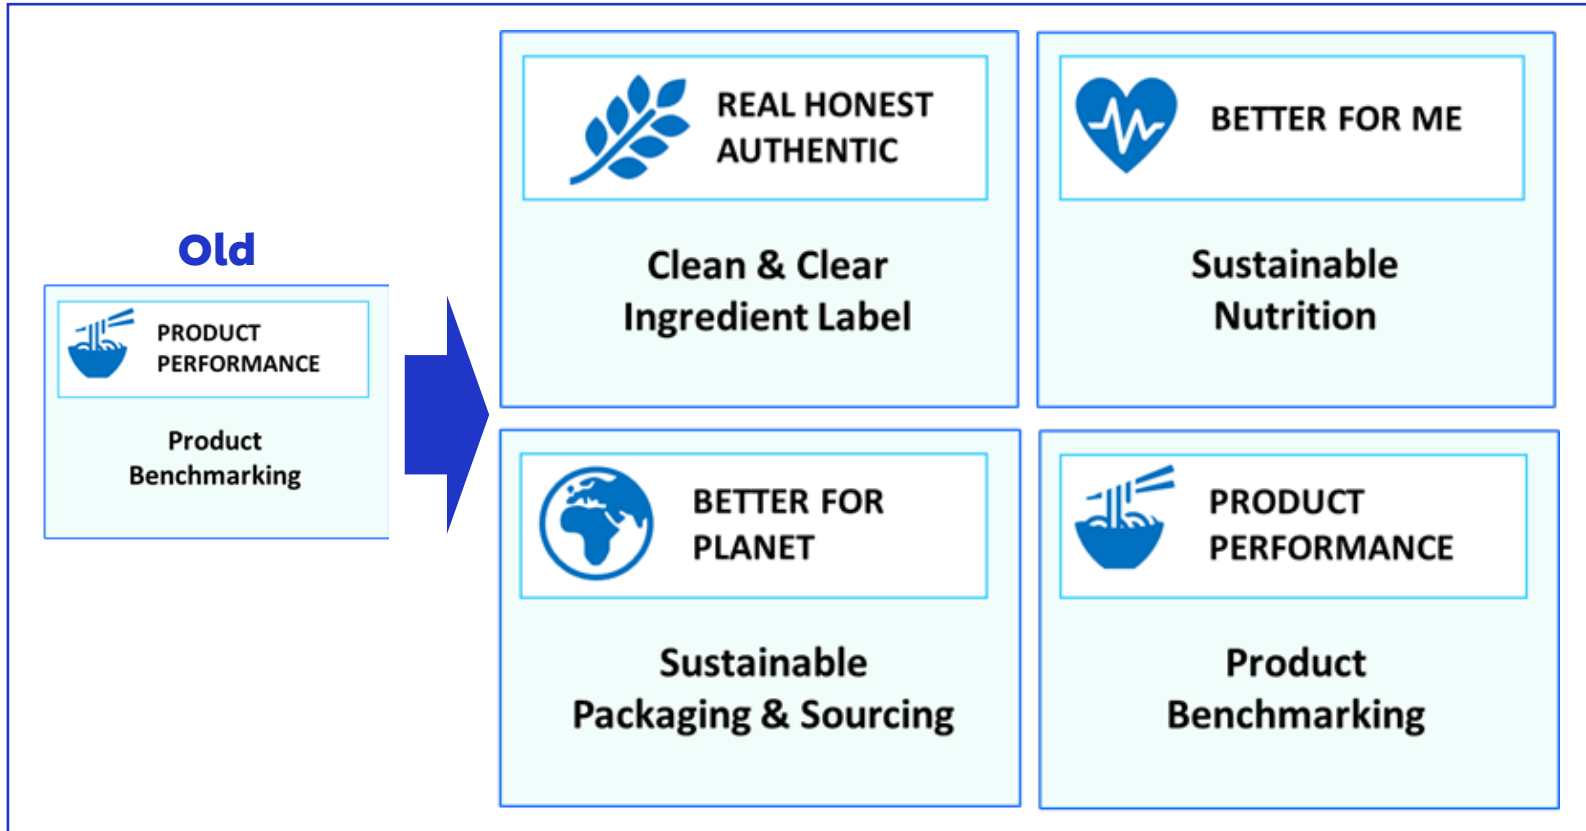 Old
PRODUCT
PERFORMANCE
Product
Benchmarking
REAL HONEST
AUTHENTIC
Clean & Clear
Ingredient Label
BETTER FOR ME
Sustainable
Nutrition
BETTER FOR
PLANET
Sustainable
Packaging & Sourcing
PRODUCT
PERFORMANCE
Product
Benchmarking